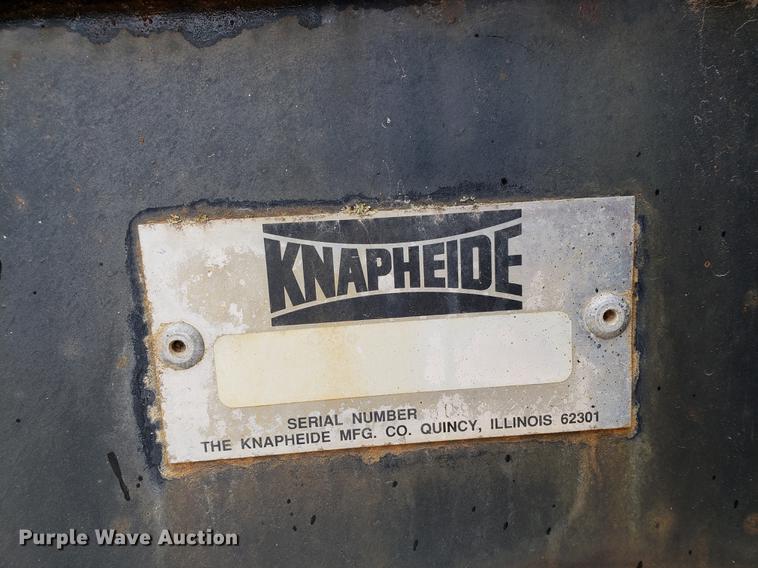 KNAPHEIDE
SERIAL NUMBER
THE KNAPHEIDE MFG. CO. QUINCY, ILLINOIS 62301
Purple Wave Auction